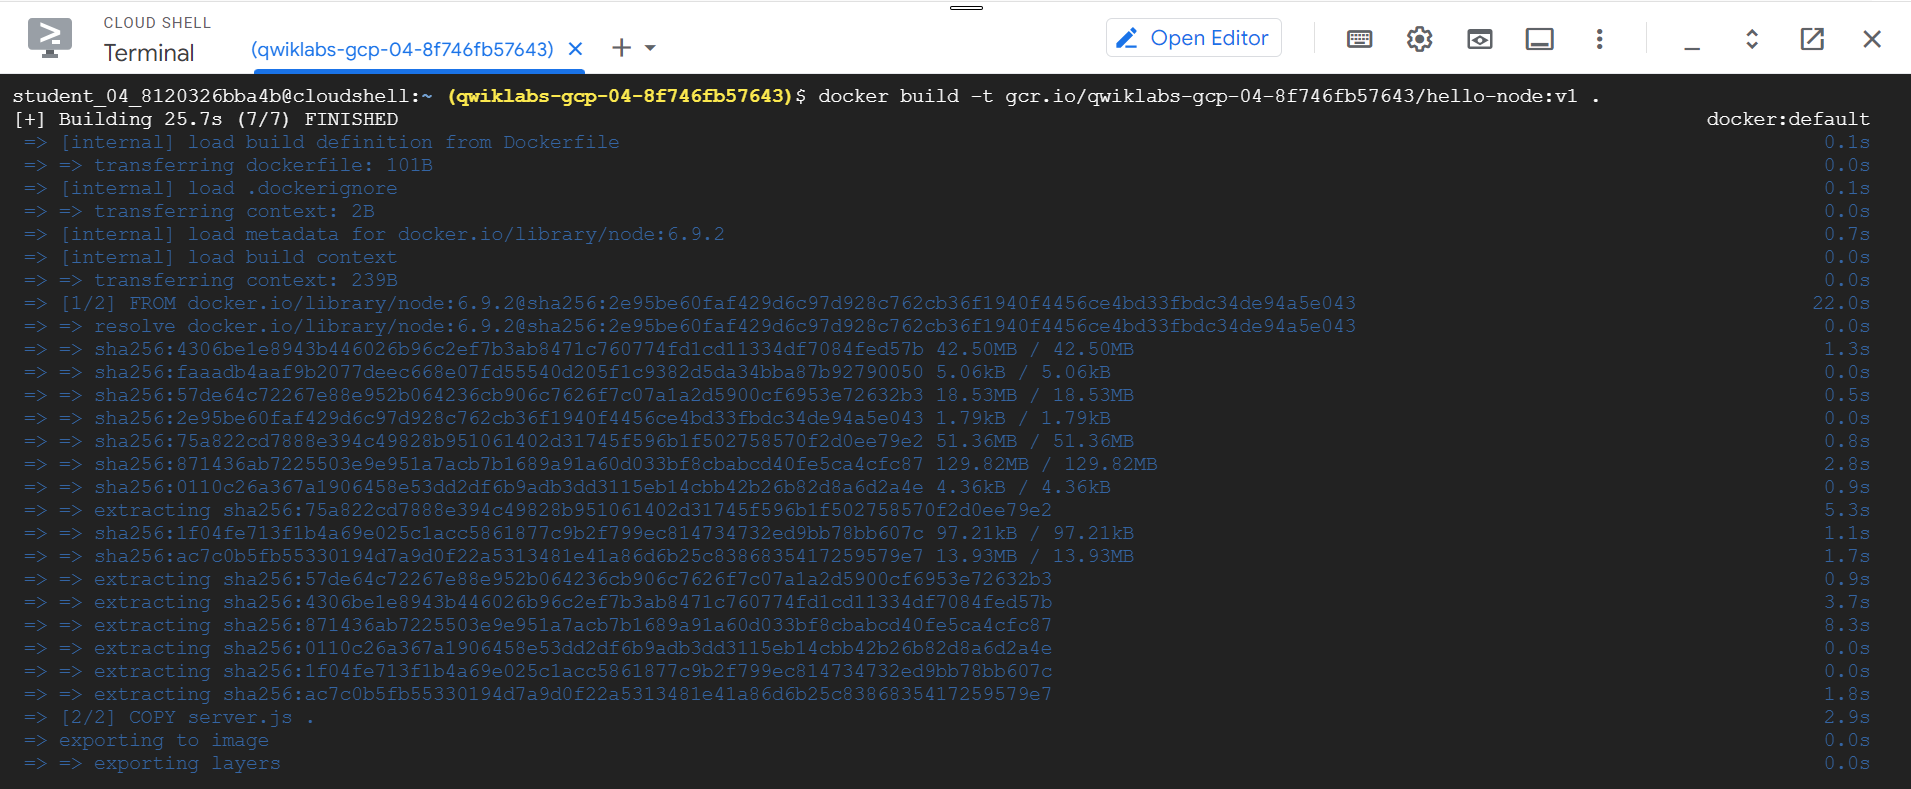 CLOUD SHELL
Terminal
(qwiklabs-gcp-04-8f746fb57643)
Open Editor
student_04_8120326bba4b@cloudshell:~ (qwiklabs-gcp-04-8f746fb57643)$ docker build -t gcr.io/qwiklabs-gcp-04-8f746fb57643/hello-node:v1 .
[+] Building 25.7s (7/7) FINISHED docker:default
=> [internal] load build definition from Dockerfile 0.1s
=> => transferring dockerfile: 101B 0.0s
=> [internal] load .dockerignore 0.1s
=> => transferring context: 2B 0.0s
=> [internal] load metadata for docker.io/library/node:6.9.2 0.7s
=> [internal] load build context 0.0s
=> => transferring context: 239B 0.0s
=> [1/2] FROM docker.io/library/node:6.9.2@sha256:2e95be60faf429d6c97d928c762cb36f1940f4456ce4bd33fbdc34de94a5e043 22.0s
=> => resolve docker.io/library/node:6.9.2@sha256:2e95be60faf429d6c97d928c762cb36f1940f4456ce4bd33fbdc34de94a5e043 0.0s
=> => sha256:4306be1e8943b446026b96c2ef7b3ab8471c760774fd1cd11334df7084fed57b 42.50MB / 42.50MB 1.3s
=> => sha256:faaadb4aaf9b2077deec668e07fd55540d205f1c9382d5da34bba87b92790050 5.06kB / 5.06kB 0.0s
=> => sha256:57de64c72267e88e952b064236cb906c7626f7c07a1a2d5900cf6953e72632b3 18.53MB / 18.53MB 0.5s
=> => sha256:2e95be60faf429d6c97d928c762cb36f1940f4456ce4bd33fbdc34de94a5e043 1.79kB / 1.79kB 0.0s
=> => sha256:75a822cd7888e394c49828b951061402d31745f596b1f502758570f2d0ee79e2 51.36MB / 51.36MB 0.8s
=> => sha256:871436ab7225503e9e951a7acb7b1689a91a60d033bf8cbabcd40fe5ca4cfc87 129.82MB / 129.82MB 2.8s
=> => sha256:0110c26a367a1906458e53dd2df6b9adb3dd3115eb14cbb42b26b82d8a6d2a4e 4.36kB / 4.36kB 0.9s
=> => extracting sha256:75a822cd7888e394c49828b951061402d31745f596b1f502758570f2d0ee79e2 5.3s
=> => sha256:1f04fe713f1b4a69e025c1acc5861877c9b2f799ec814734732ed9bb78bb607c 97.21kB / 97.21kB 1.1s
=> => sha256:ac7c0b5fb55330194d7a9d0f22a5313481e41a86d6b25c8386835417259579e7 13.93MB / 13.93MB 1.7s
=> => extracting sha256:57de64c72267e88e952b064236cb906c7626f7c07a1a2d5900cf6953e72632b3 0.9s
=> => extracting sha256:4306be1e8943b446026b96c2ef7b3ab8471c760774fd1cd11334df7084fed57b 3.7s
=> => extracting sha256:871436ab7225503e9e951a7acb7b1689a91a60d033bf8cbabcd40fe5ca4cfc87 8.3s
=> => extracting sha256:0110c26a367a1906458e53dd2df6b9adb3dd3115eb14cbb42b26b82d8a6d2a4e 0.0s
=> => extracting sha256:1f04fe713f1b4a69e025c1acc5861877c9b2f799ec814734732ed9bb78bb607c 0.0s
=> => extracting sha256:ac7c0b5fb55330194d7a9d0f22a5313481e41a86d6b25c8386835417259579e7 1.8s
=> [2/2] COPY server.js . 2.9s
=> exporting to image 0.0s
=> => exporting layers 0.0s